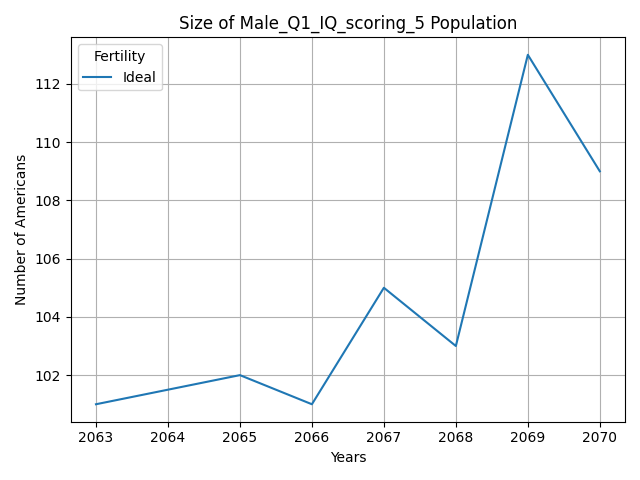 Size of Male_Q1_IQ_scoring_5 Population
Fertility
Ideal
Number of Americans
112
110
108
106
104
102
2063 2064 2065 2066 2067 2068 2069 2070
Years